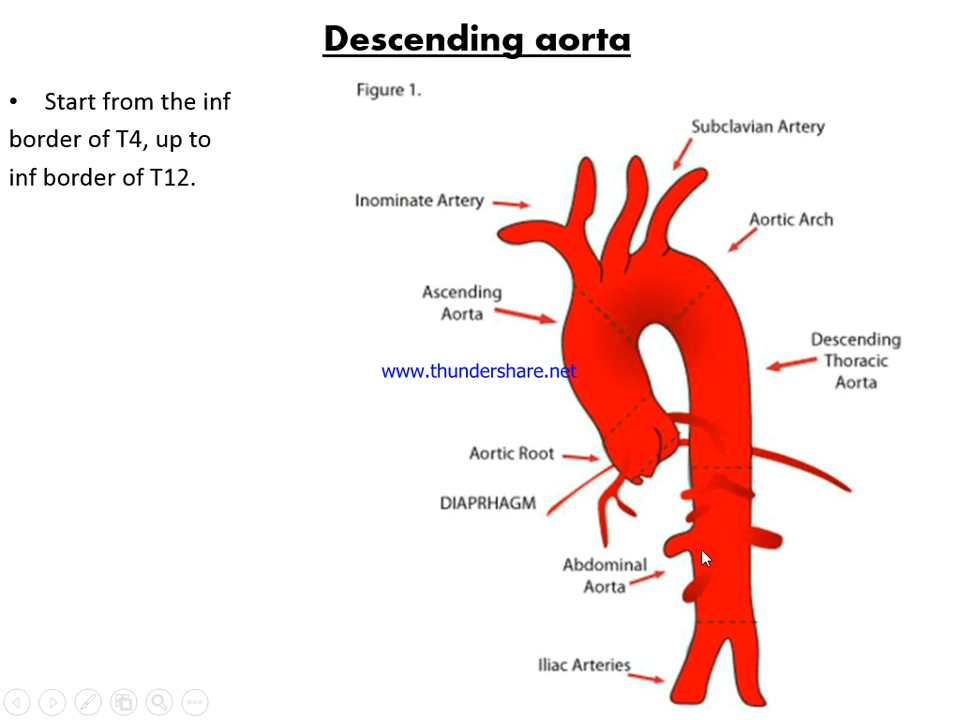 Descending aorta
• Start from the inf
border of T4, up to
inf border of T12.
Figure 1.
Subclavian Artery
Inominate Artery
Aortic Arch
Ascending
Aorta
Descending
Thoracic
Aorta
www.thundershare.net
Aortic Root
DIAPRHAGM
Abdominal
Aorta
Iliac Arteries